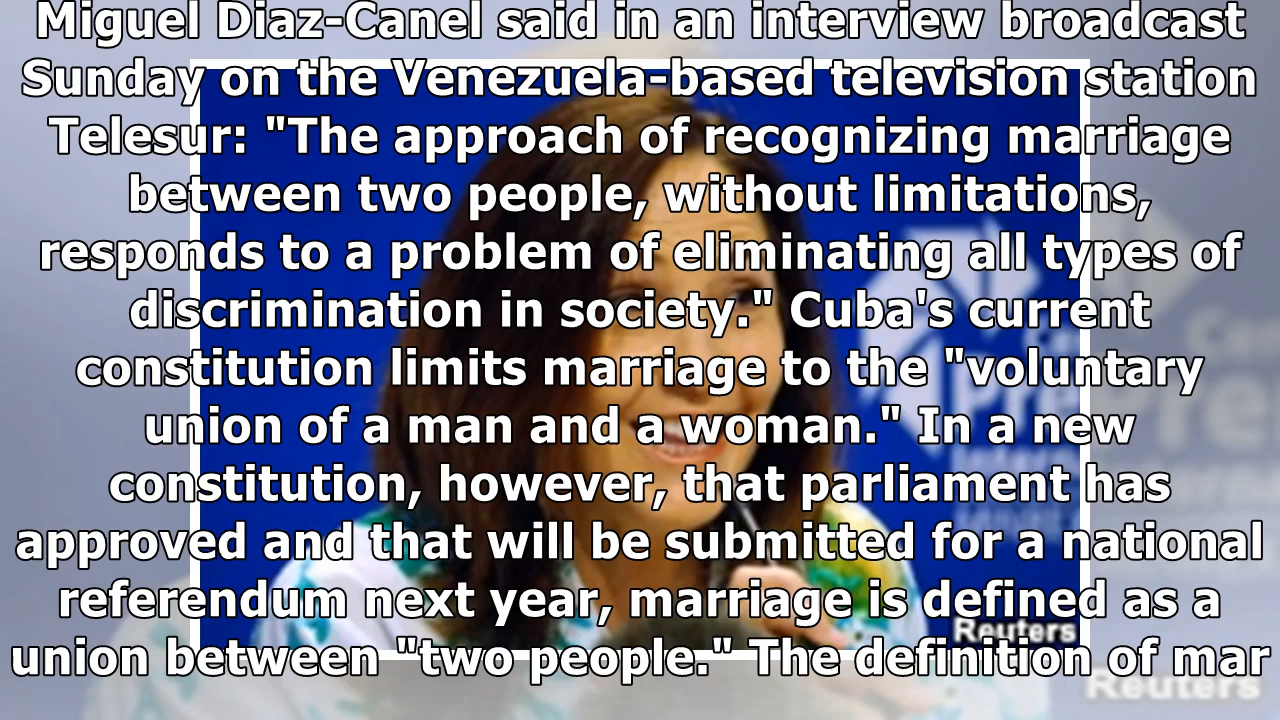 Miguel Diaz-Canel said in an interview broadcast
Sunday on the Venezuela-based television station
Telesur: "The approach of recognizing marriage
between two people, without limitations,
responds to a problem of eliminating all types of
discrimination in society." Cuba's current
constitution limits marriage to the "voluntary
union of a man and a woman." In a new
constitution, however, that parliament has
approved and that will be submitted for a national
referendum next year, marriage is defined as a
union between "two people." The definition of mar
Reuters
Reuters